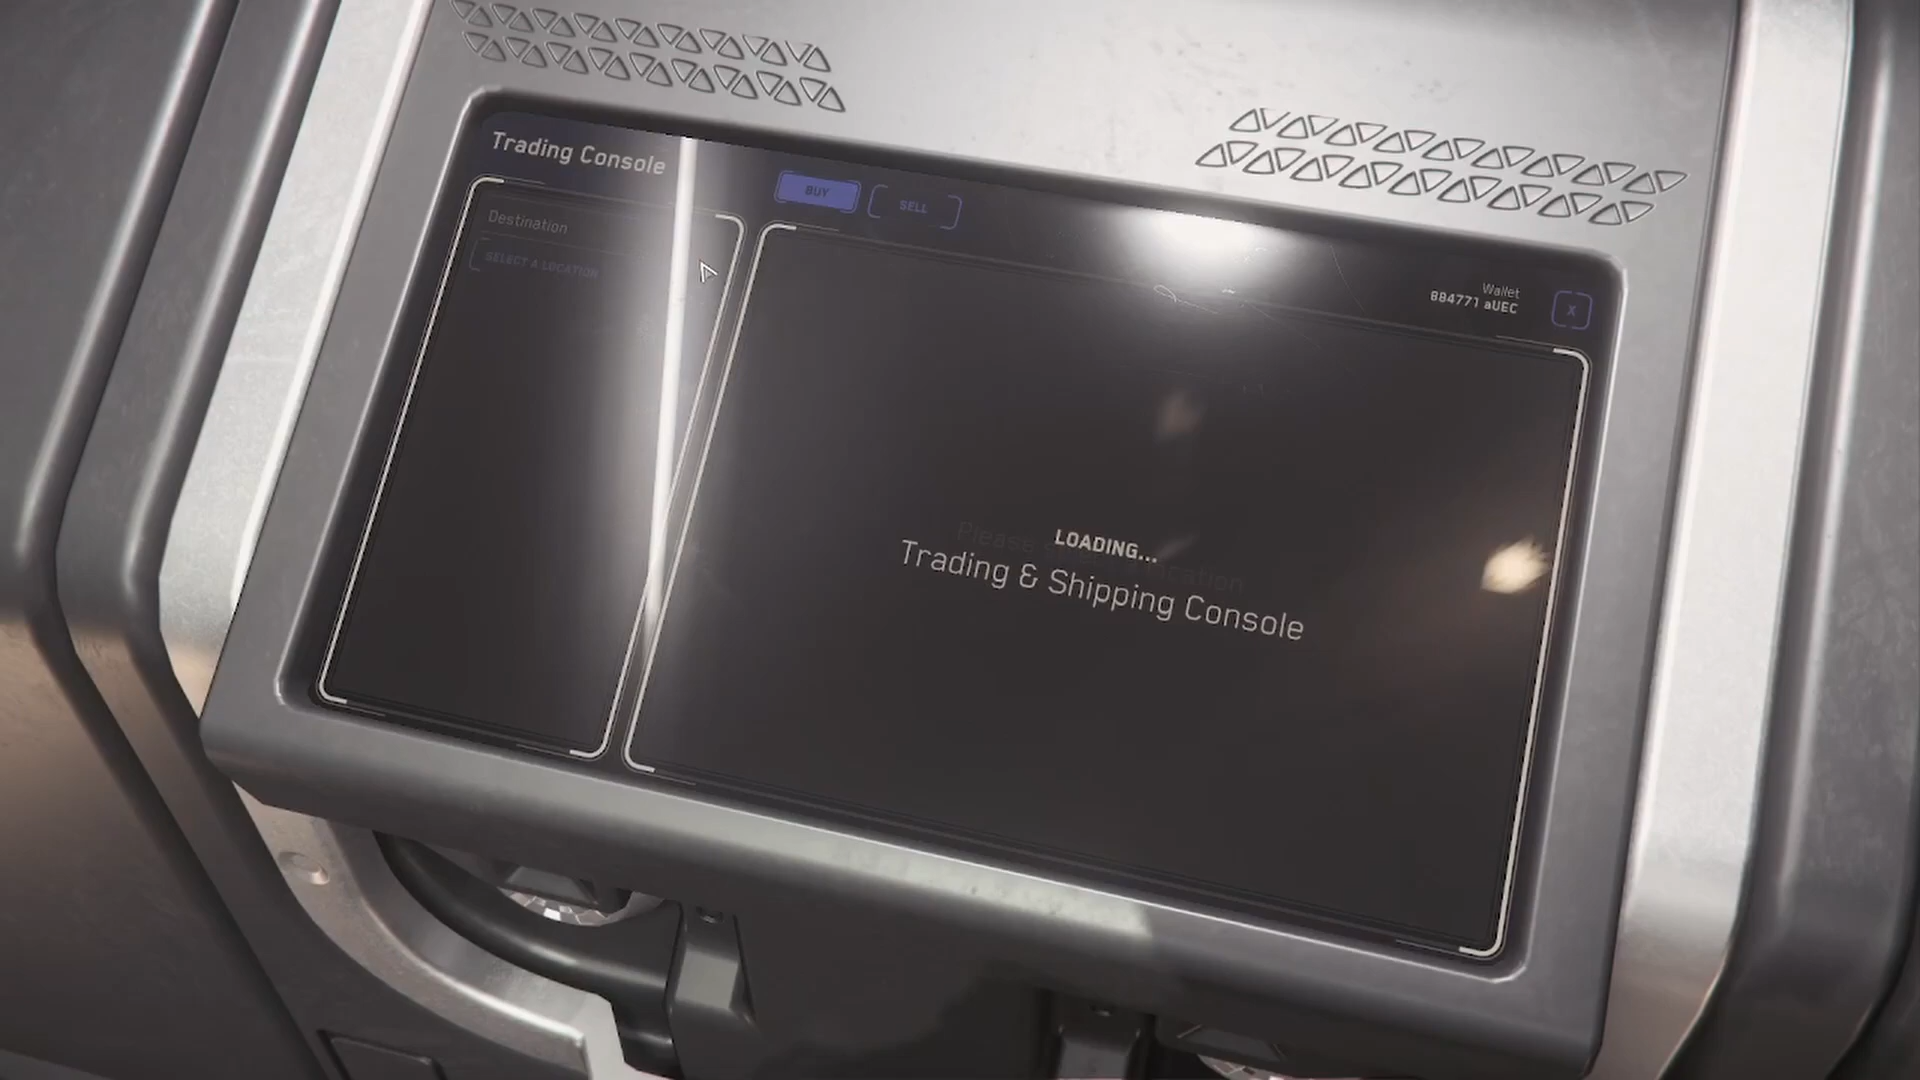 Trading Console
BUY
SELL
Destination
SELECT A LOCATION
Wallet
884771 aUEC
X
LOADING...
Trading & Shipping Console